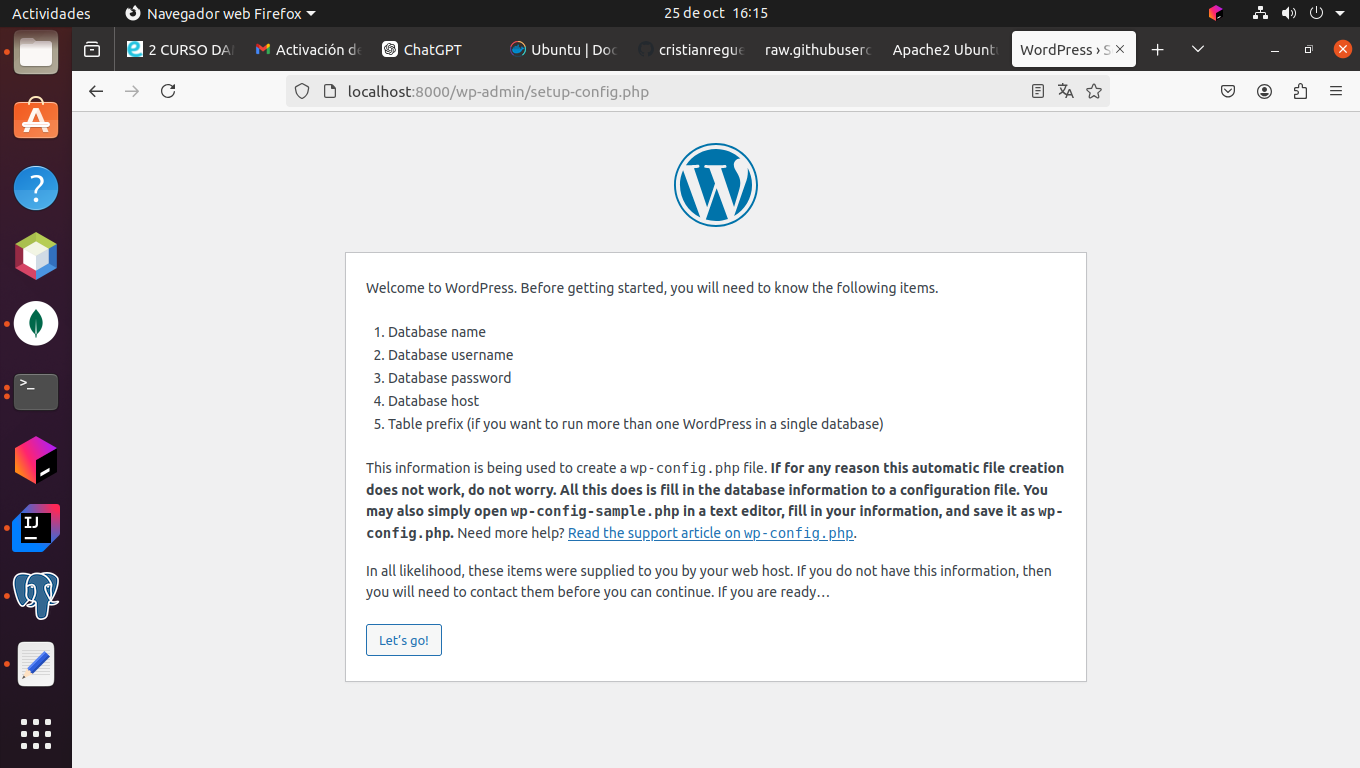 Actividades
Navegador web Firefox
25 de oct 16:15
2 CURSO DA
Activación de
ChatGPT
Ubuntu | Doc
cristianregue
raw.githubuserc
Apache2 Ubuntu
WordPress › S
localhost:8000/wp-admin/setup-config.php
Welcome to WordPress. Before getting started, you will need to know the following items.
1. Database name
2. Database username
3. Database password
4. Database host
5. Table prefix (if you want to run more than one WordPress in a single database)
This information is being used to create a wp-config.php file. If for any reason this automatic file creation
does not work, do not worry. All this does is fill in the database information to a configuration file. You
may also simply open wp-config-sample.php in a text editor, fill in your information, and save it as wp-
config.php. Need more help? Read the support article on wp-config.php.
In all likelihood, these items were supplied to you by your web host. If you do not have this information, then
you will need to contact them before you can continue. If you are ready…
Let’s go!